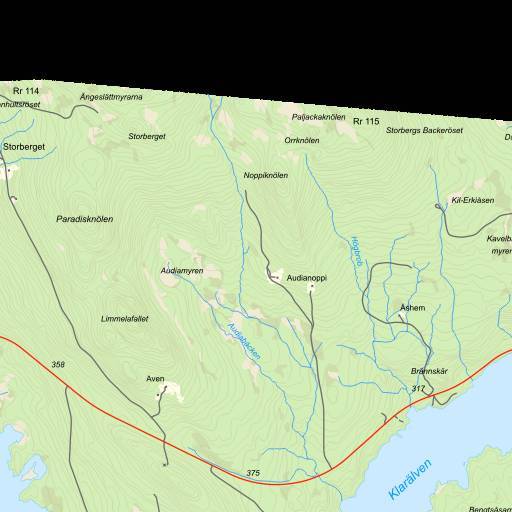 Rr 114
Ängeslättmyrarna
Paljackaknölen
Rr 115
Storbergs Backeröset
Storberget
Orrknölen
Storberget
Noppiknölen
Kil-Erkiåsen
Paradisknölen
Högbrob
Audiamyren
Audianoppi
Limmelafallet
Åshem
Audiabäcken
358
Aven
Brännskär
317
375
Klarälven